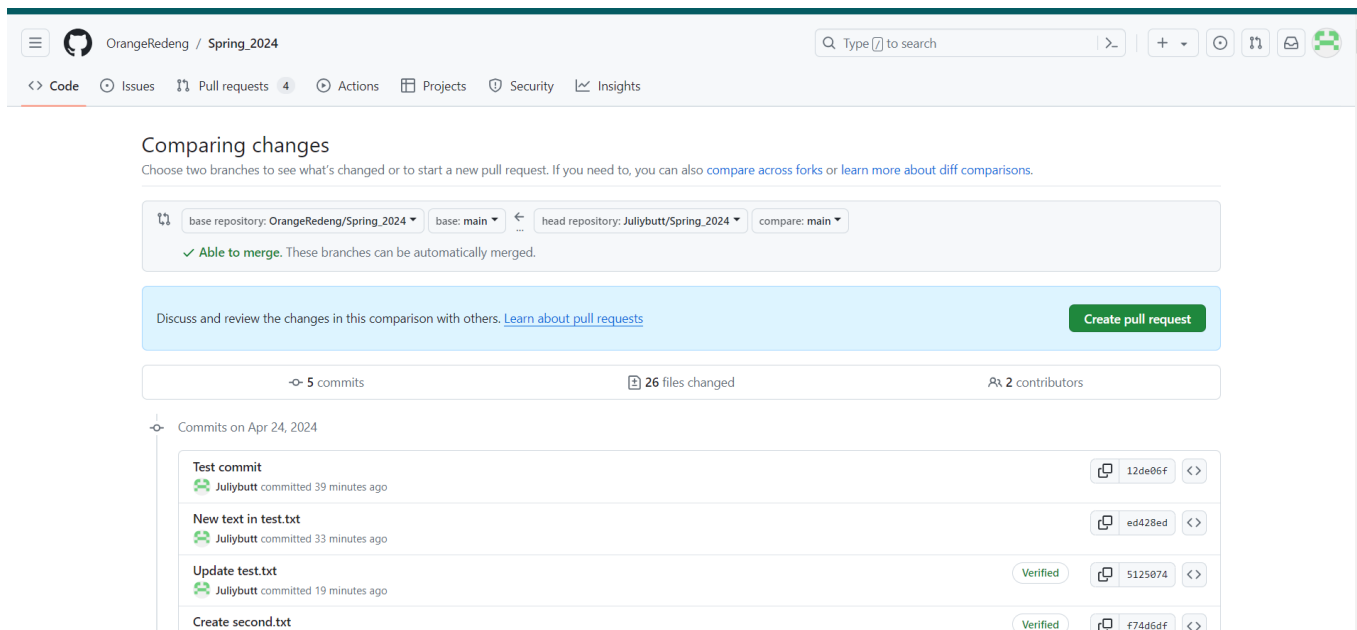 OrangeRedeng / Spring_2024
Type / to search
Code Issues Pull requests 4 Actions Projects Security Insights
Comparing changes
Choose two branches to see what's changed or to start a new pull request. If you need to, you can also compare across forks or learn more about diff comparisons.
base repository: OrangeRedeng/Spring_2024 base: main ... head repository: Juliybutt/Spring_2024 compare: main
Able to merge. These branches can be automatically merged.
Discuss and review the changes in this comparison with others. Learn about pull requests
Create pull request
5 commits 26 files changed 2 contributors
Commits on Apr 24, 2024
Test commit
12de06f
Juliybutt committed 39 minutes ago
New text in test.txt
ed428ed
Juliybutt committed 33 minutes ago
Update test.txt
Verified 5125074
Juliybutt committed 19 minutes ago
Create second.txt
Verified f74d6df